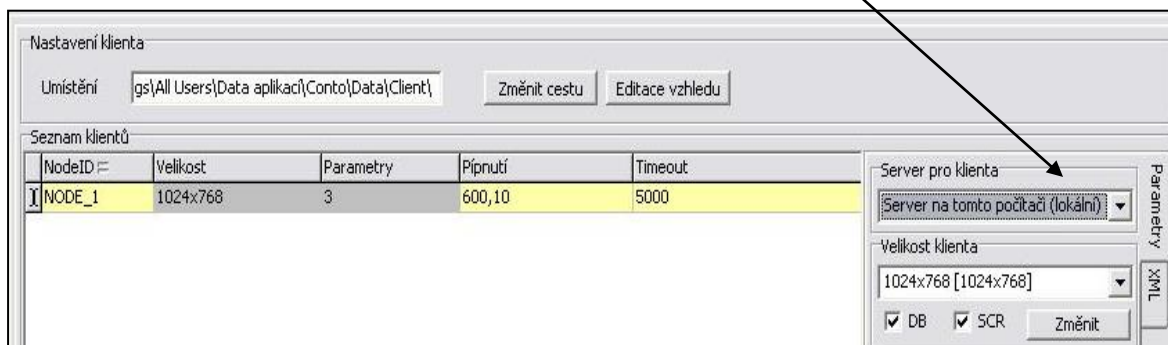 Nastavení klienta
Umístění gs\All Users\Data aplikací\Conto\Data\Client\ Změnit cestu Editace vzhledu
Seznam klientů
NodeID Velikost Parametry Pípnutí Timeout
NODE_1 1024x768 3 600,10 5000
Server pro klienta
Server na tomto počítači (lokální)
Velikost klienta
1024x768 [1024x768]
DB SCR Změnit
Parametry
XML